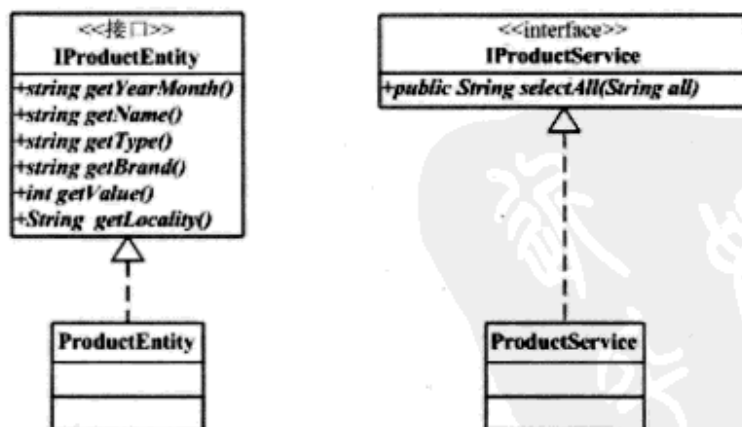 <<接口>>
IProductEntity
+string getYearMonth()
+string getName()
+string getType()
+string getBrand()
+int getValue()
+String getLocality()
ProductEntity
<<interface>>
IProductService
+public String selectAll(String all)
ProductService